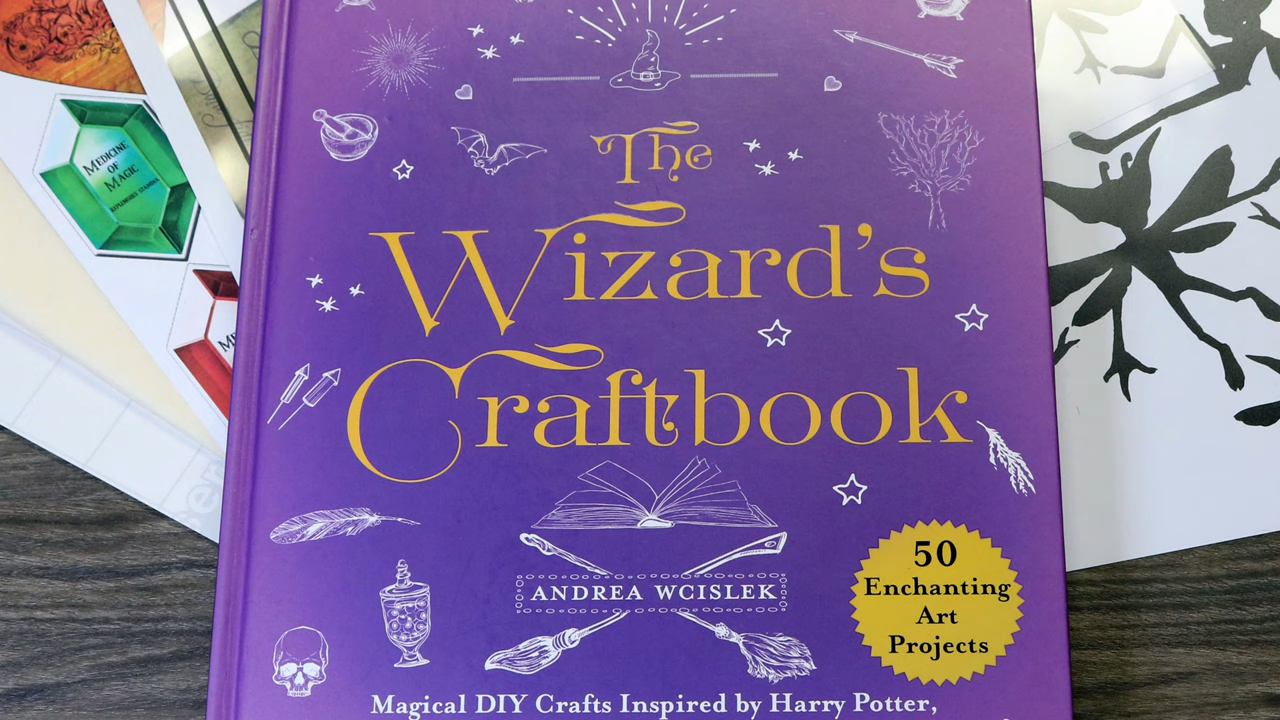 The
Wizard's
Craftbook
ANDREA WCISLEK
50
Enchanting
Art
Projects
Magical DIY Crafts Inspired by Harry Potter,
MEDICINE
OF
MAGIC